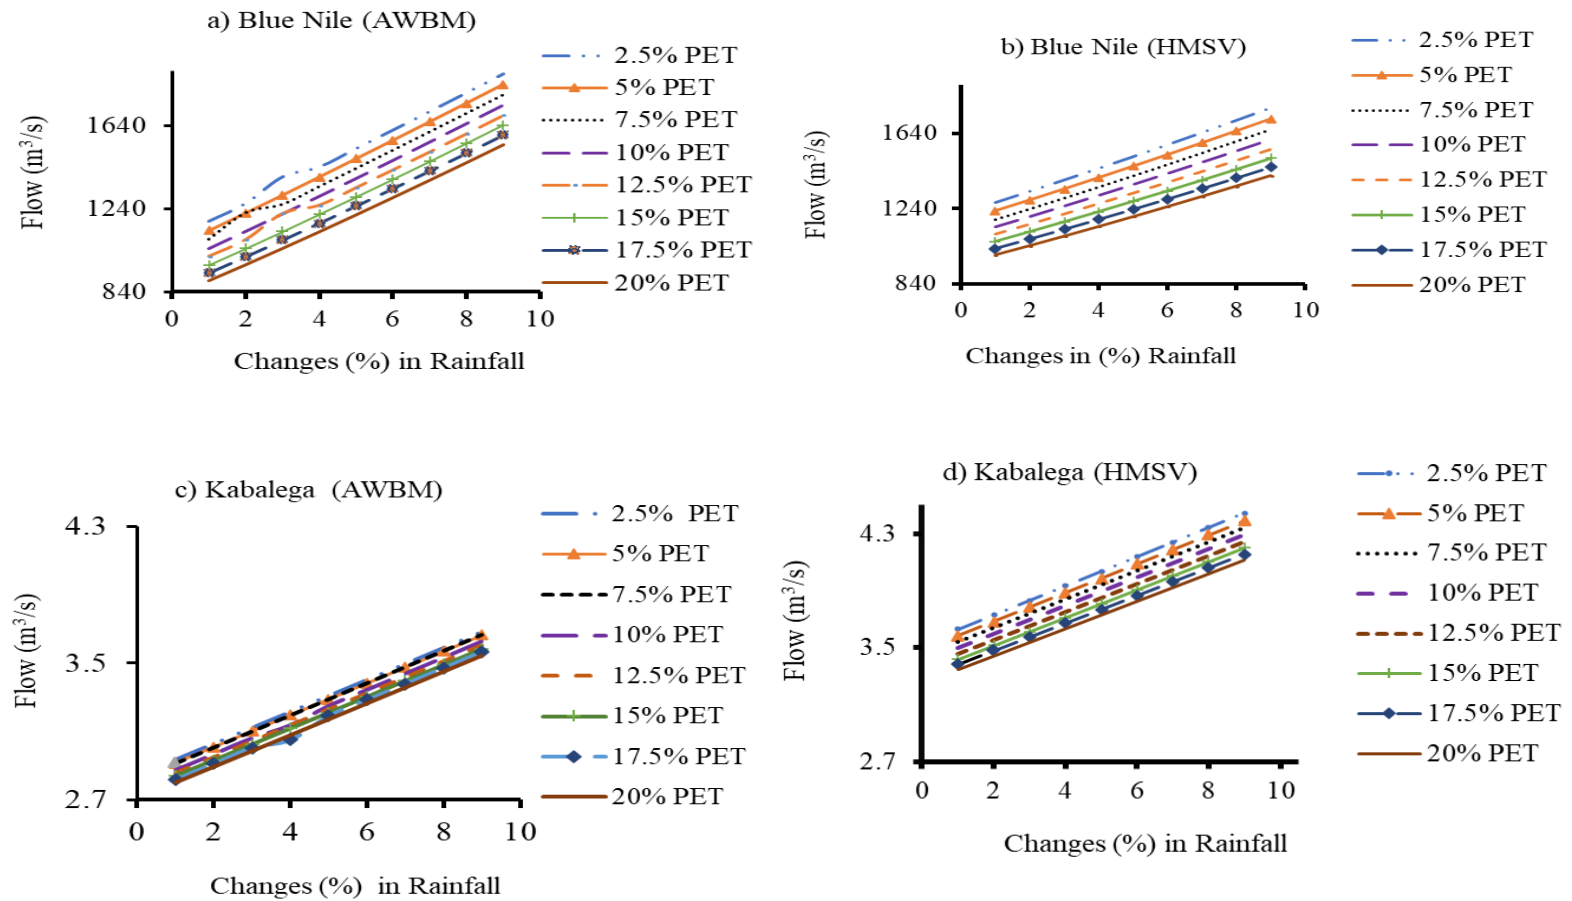 a) Blue Nile (AWBM)
Flow (m³/s)
1640
1240
840
0 2 4 6 8 10
Changes (%) in Rainfall
2.5% PET
5% PET
7.5% PET
10% PET
12.5% PET
15% PET
17.5% PET
20% PET
b) Blue Nile (HMSV)
Flow (m³/s)
1640
1240
840
0 2 4 6 8 10
Changes in (%) Rainfall
2.5% PET
5% PET
7.5% PET
10% PET
12.5% PET
15% PET
17.5% PET
20% PET
c) Kabalega (AWBM)
Flow (m³/s)
4.3
3.5
2.7
0 2 4 6 8 10
Changes (%) in Rainfall
2.5% PET
5% PET
7.5% PET
10% PET
12.5% PET
15% PET
17.5% PET
20% PET
d) Kabalega (HMSV)
Flow (m³/s)
4.3
3.5
2.7
0 2 4 6 8 10
Changes (%) in Rainfall
2.5% PET
5% PET
7.5% PET
10% PET
12.5% PET
15% PET
17.5% PET
20% PET